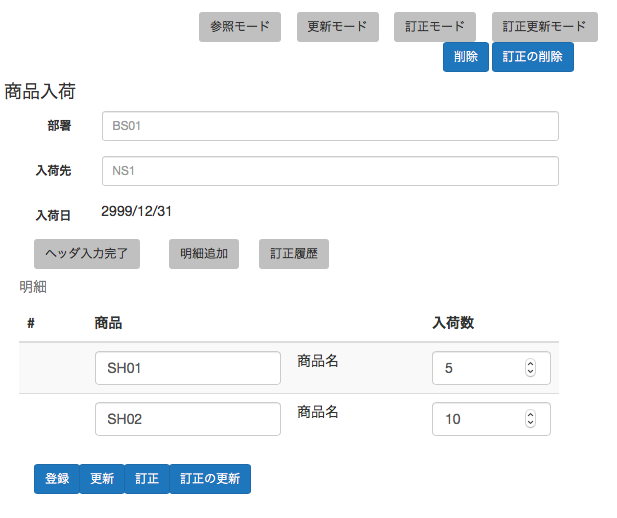 参照モード 更新モード 訂正モード 訂正更新モード
削除 訂正の削除
商品入荷
部署 BS01
入荷先 NS1
入荷日 2999/12/31
ヘッダ入力完了 明細追加 訂正履歴
明細
# 商品 入荷数
SH01 商品名 5
SH02 商品名 10
登録 更新 訂正 訂正の更新